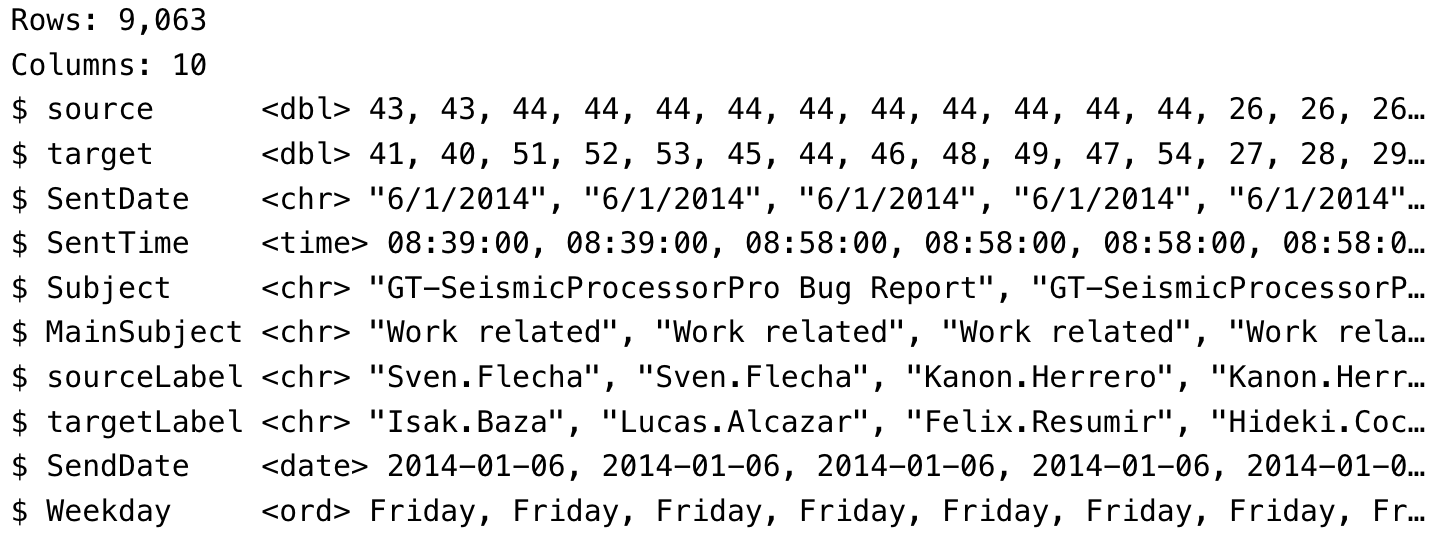 Rows: 9,063
Columns: 10
$ source      <dbl> 43, 43, 44, 44, 44, 44, 44, 44, 44, 44, 44, 44, 26, 26, 26…
$ target      <dbl> 41, 40, 51, 52, 53, 45, 44, 46, 48, 49, 47, 54, 27, 28, 29…
$ SentDate    <chr> "6/1/2014", "6/1/2014", "6/1/2014", "6/1/2014", "6/1/2014"…
$ SentTime    <time> 08:39:00, 08:39:00, 08:58:00, 08:58:00, 08:58:00, 08:58:0…
$ Subject     <chr> "GT-SeismicProcessorPro Bug Report", "GT-SeismicProcessorP…
$ MainSubject <chr> "Work related", "Work related", "Work related", "Work rela…
$ sourceLabel <chr> "Sven.Flecha", "Sven.Flecha", "Kanon.Herrero", "Kanon.Herr…
$ targetLabel <chr> "Isak.Baza", "Lucas.Alcazar", "Felix.Resumir", "Hideki.Coc…
$ SendDate    <date> 2014-01-06, 2014-01-06, 2014-01-06, 2014-01-06, 2014-01-0…
$ Weekday     <ord> Friday, Friday, Friday, Friday, Friday, Friday, Friday, Fr…